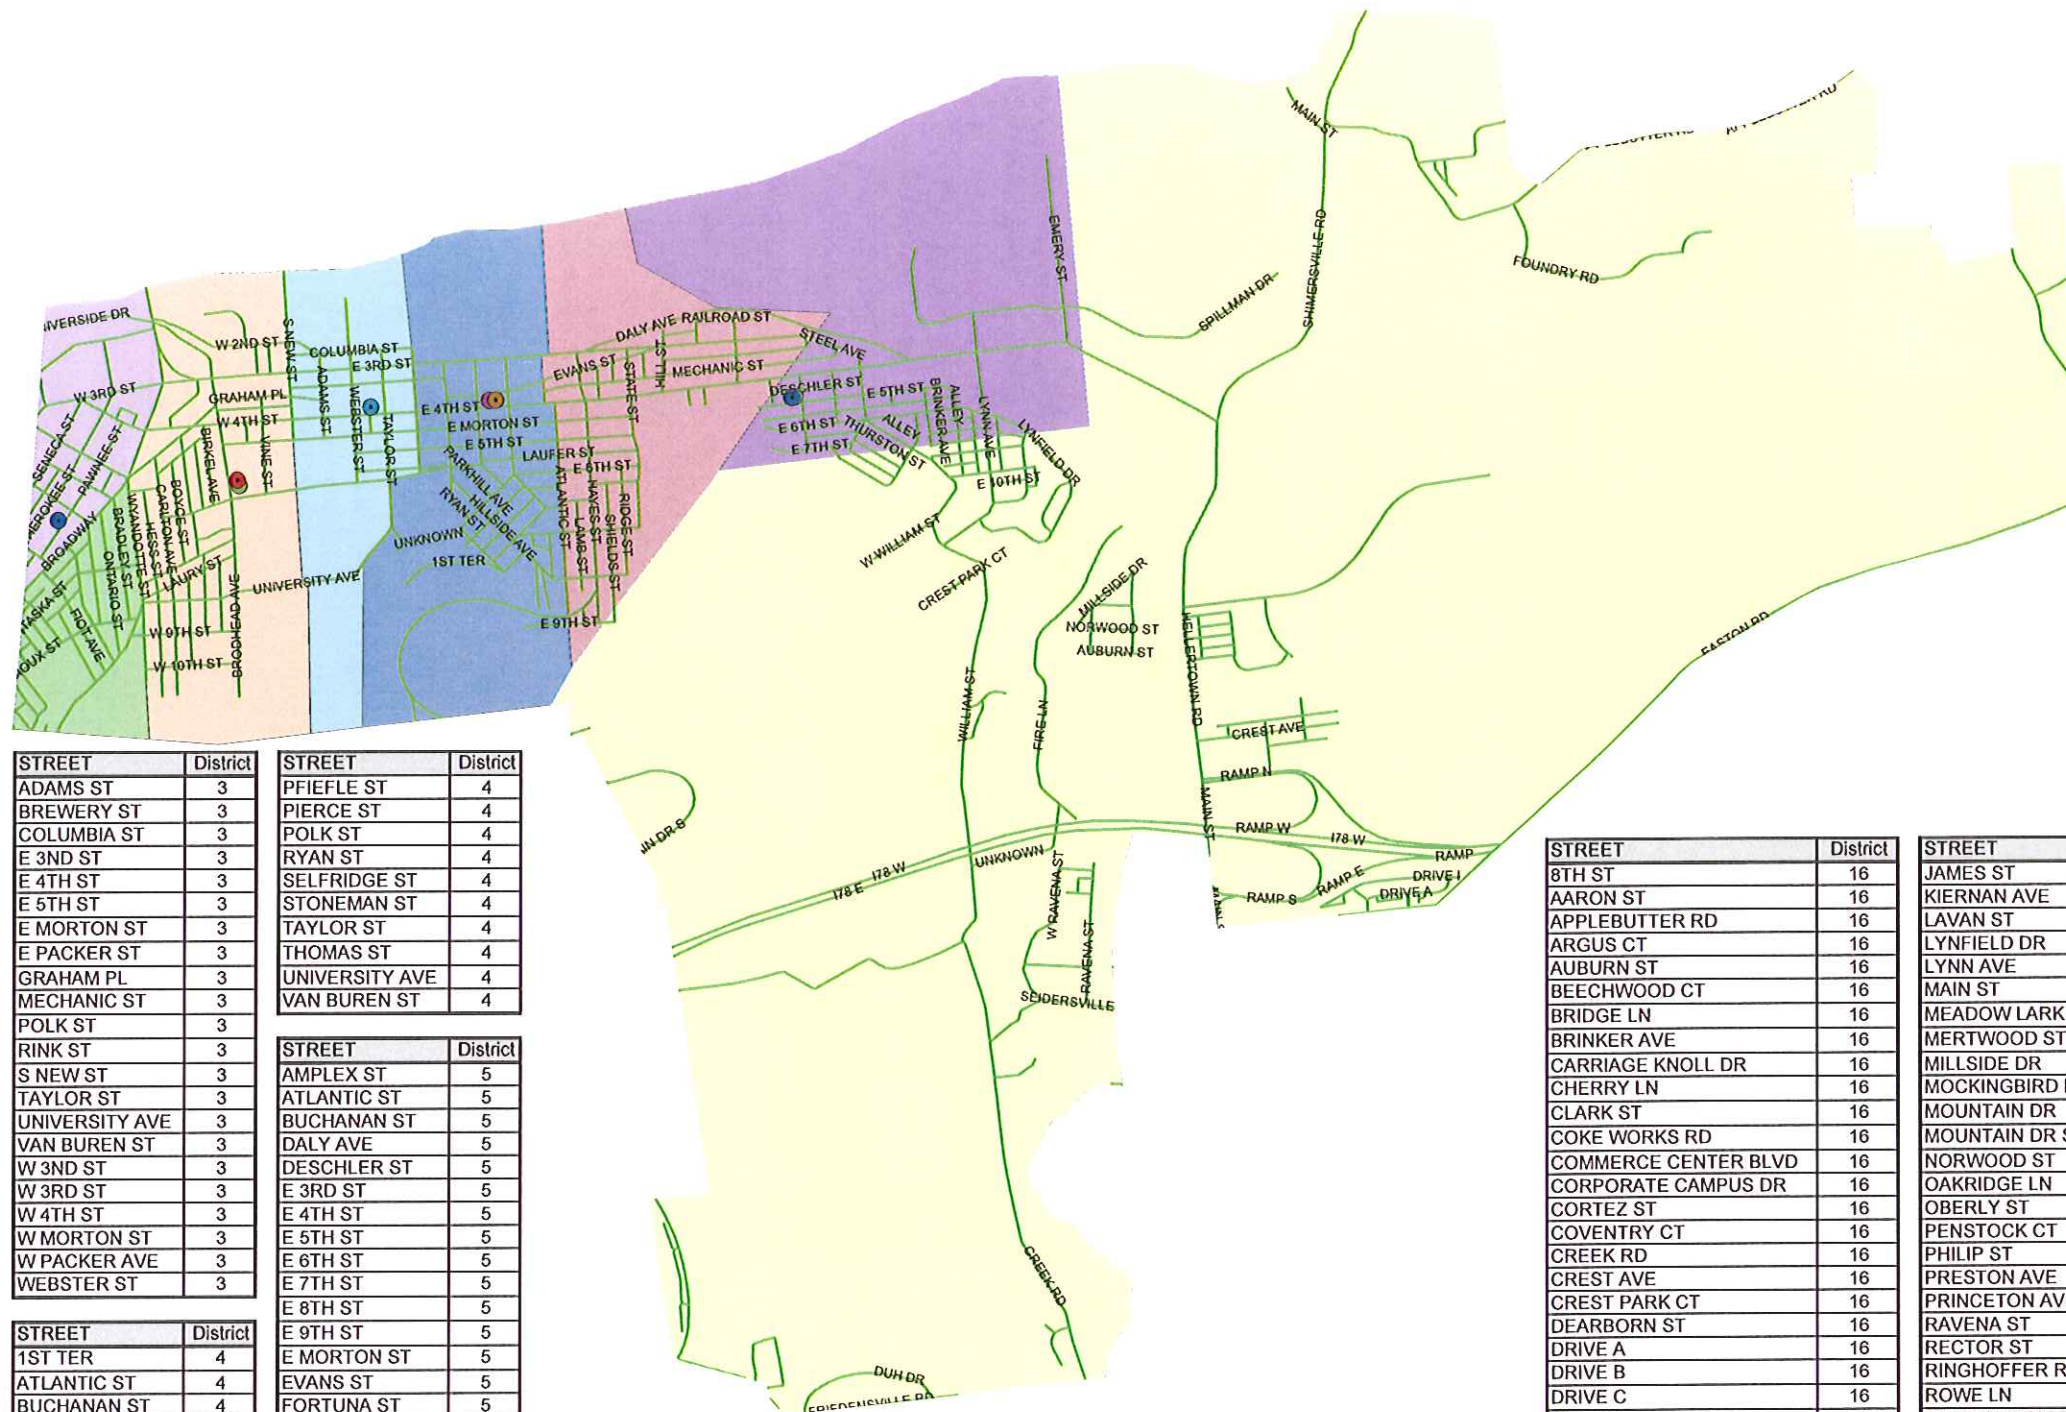 MAIN ST
EMERY ST
SHIMERSVILLE RD
FOUNDRY RD
SPILLMAN DR
W 2ND ST
S NEW ST
COLUMBIA ST
E 3RD ST
DALY AVE
RAILROAD ST
STEEL AVE
EVANS ST
STATE ST
HILL ST
MECHANIC ST
W 3RD ST
GRAHAM PL
W 4TH ST
ADAMS ST
WEBSTER ST
TAYLOR ST
E 4TH ST
E MORTON ST
E 5TH ST
LAUFER ST
E 6TH ST
DESCHLER ST
E 5TH ST
BRINKER AVE
ALLEY
LYNN AVE
LYNFIELD DR
E 6TH ST
ALLEY
THURSTON ST
E 7TH ST
E 10TH ST
SENECA ST
PAWNEE ST
BIRKEL AVE
VINE ST
BROADWAY
BRADLEY ST
ONTARIO ST
WYANDOTTE ST
HESS ST
CARLTON AVE
BOYCE ST
LAURY ST
UNIVERSITY AVE
BRODHEAD AVE
W 9TH ST
W 10TH ST
FIOT AVE
PARKHILL AVE
RYAN ST
HILLSIDE AVE
UNKNOWN
1ST TER
ATLANTIC ST
LAMB ST
HAYES ST
SHIELDS ST
RIDGE ST
E 9TH ST
W WILLIAM ST
CREST PARK CT
MILLSIDE DR
NORWOOD ST
AUBURN ST
HELLERTOWN RD
EASTON RD
WILLIAM ST
FIRE LN
CREST AVE
RAMP N
MAIN ST
RAMP W
I78 W
RAMP
RAMP E
DRIVE I
DRIVE A
RAMP S
I78 E
I78 W
UNKNOWN
W RAVENA ST
RAVENA ST
SEIDERSVILLE
CREEK RD
DUH DR
STREET District
ADAMS ST 3
BREWERY ST 3
COLUMBIA ST 3
E 3ND ST 3
E 4TH ST 3
E 5TH ST 3
E MORTON ST 3
E PACKER ST 3
GRAHAM PL 3
MECHANIC ST 3
POLK ST 3
RINK ST 3
S NEW ST 3
TAYLOR ST 3
UNIVERSITY AVE 3
VAN BUREN ST 3
W 3ND ST 3
W 3RD ST 3
W 4TH ST 3
W MORTON ST 3
W PACKER AVE 3
WEBSTER ST 3
STREET District
1ST TER 4
ATLANTIC ST 4
BUCHANAN ST 4
STREET District
PFIEFLE ST 4
PIERCE ST 4
POLK ST 4
RYAN ST 4
SELFRIDGE ST 4
STONEMAN ST 4
TAYLOR ST 4
THOMAS ST 4
UNIVERSITY AVE 4
VAN BUREN ST 4
STREET District
AMPLEX ST 5
ATLANTIC ST 5
BUCHANAN ST 5
DALY AVE 5
DESCHLER ST 5
E 3RD ST 5
E 4TH ST 5
E 5TH ST 5
E 6TH ST 5
E 7TH ST 5
E 8TH ST 5
E 9TH ST 5
E MORTON ST 5
EVANS ST 5
FORTUNA ST 5
STREET District
8TH ST 16
AARON ST 16
APPLEBUTTER RD 16
ARGUS CT 16
AUBURN ST 16
BEECHWOOD CT 16
BRIDGE LN 16
BRINKER AVE 16
CARRIAGE KNOLL DR 16
CHERRY LN 16
CLARK ST 16
COKE WORKS RD 16
COMMERCE CENTER BLVD 16
CORPORATE CAMPUS DR 16
CORTEZ ST 16
COVENTRY CT 16
CREEK RD 16
CREST AVE 16
CREST PARK CT 16
DEARBORN ST 16
DRIVE A 16
DRIVE B 16
DRIVE C 16
STREET
JAMES ST
KIERNAN AVE
LAVAN ST
LYNFIELD DR
LYNN AVE
MAIN ST
MEADOW LARK
MERTWOOD ST
MILLSIDE DR
MOCKINGBIRD
MOUNTAIN DR
MOUNTAIN DR
NORWOOD ST
OAKRIDGE LN
OBERLY ST
PENSTOCK CT
PHILIP ST
PRESTON AVE
PRINCETON AV
RAVENA ST
RECTOR ST
RINGHOFFER R
ROWE LN